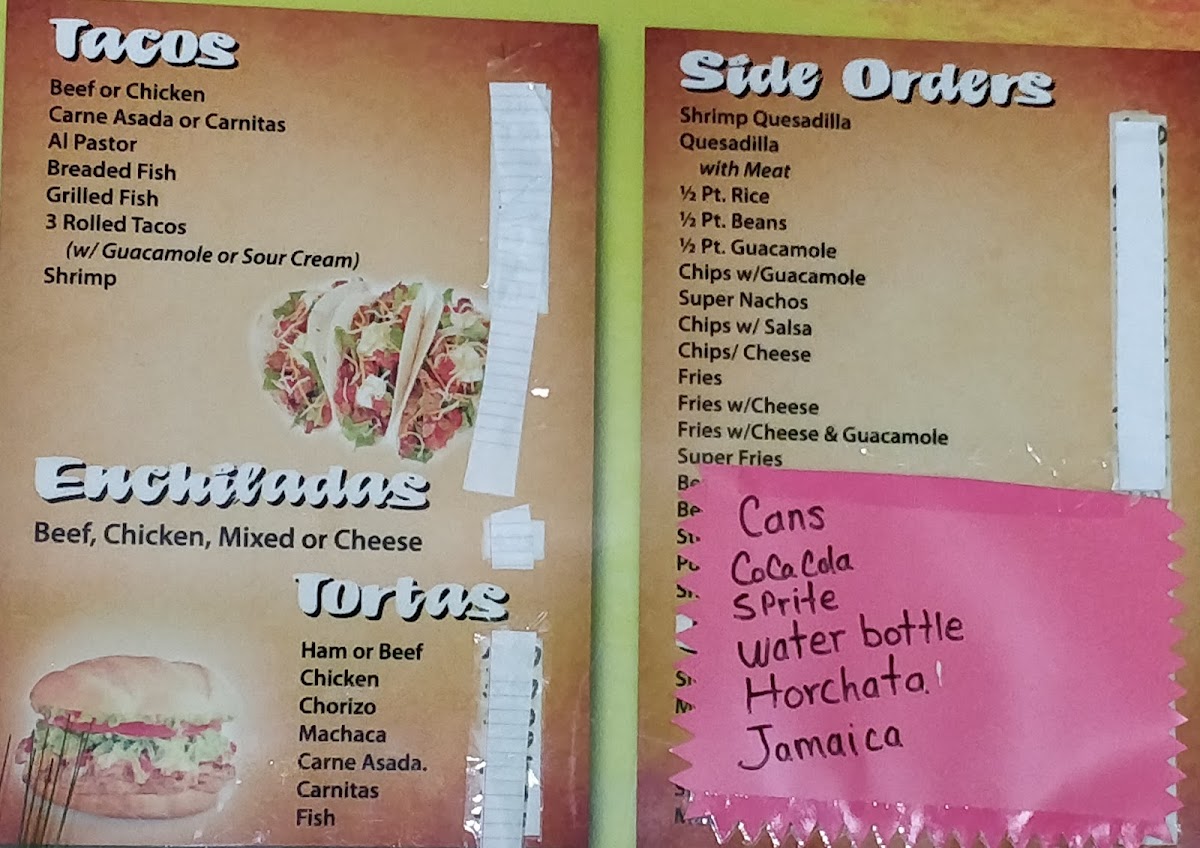 Tacos
Beef or Chicken
Carne Asada or Carnitas
Al Pastor
Breaded Fish
Grilled Fish
3 Rolled Tacos
(w/ Guacamole or Sour Cream)
Shrimp
Enchiladas
Beef, Chicken, Mixed or Cheese
Tortas
Ham or Beef
Chicken
Chorizo
Machaca
Carne Asada.
Carnitas
Fish
Side Orders
Shrimp Quesadilla
Quesadilla
with Meat
½ Pt. Rice
½ Pt. Beans
½ Pt. Guacamole
Chips w/Guacamole
Super Nachos
Chips w/ Salsa
Chips/ Cheese
Fries
Fries w/Cheese
Fries w/Cheese & Guacamole
Super Fries
Cans
CocaCola
Sprite
water bottle
Horchata
Jamaica